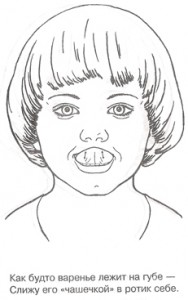 Как будто варенье лежит на губе —
Слижу его «чашечкой» в ротик себе.